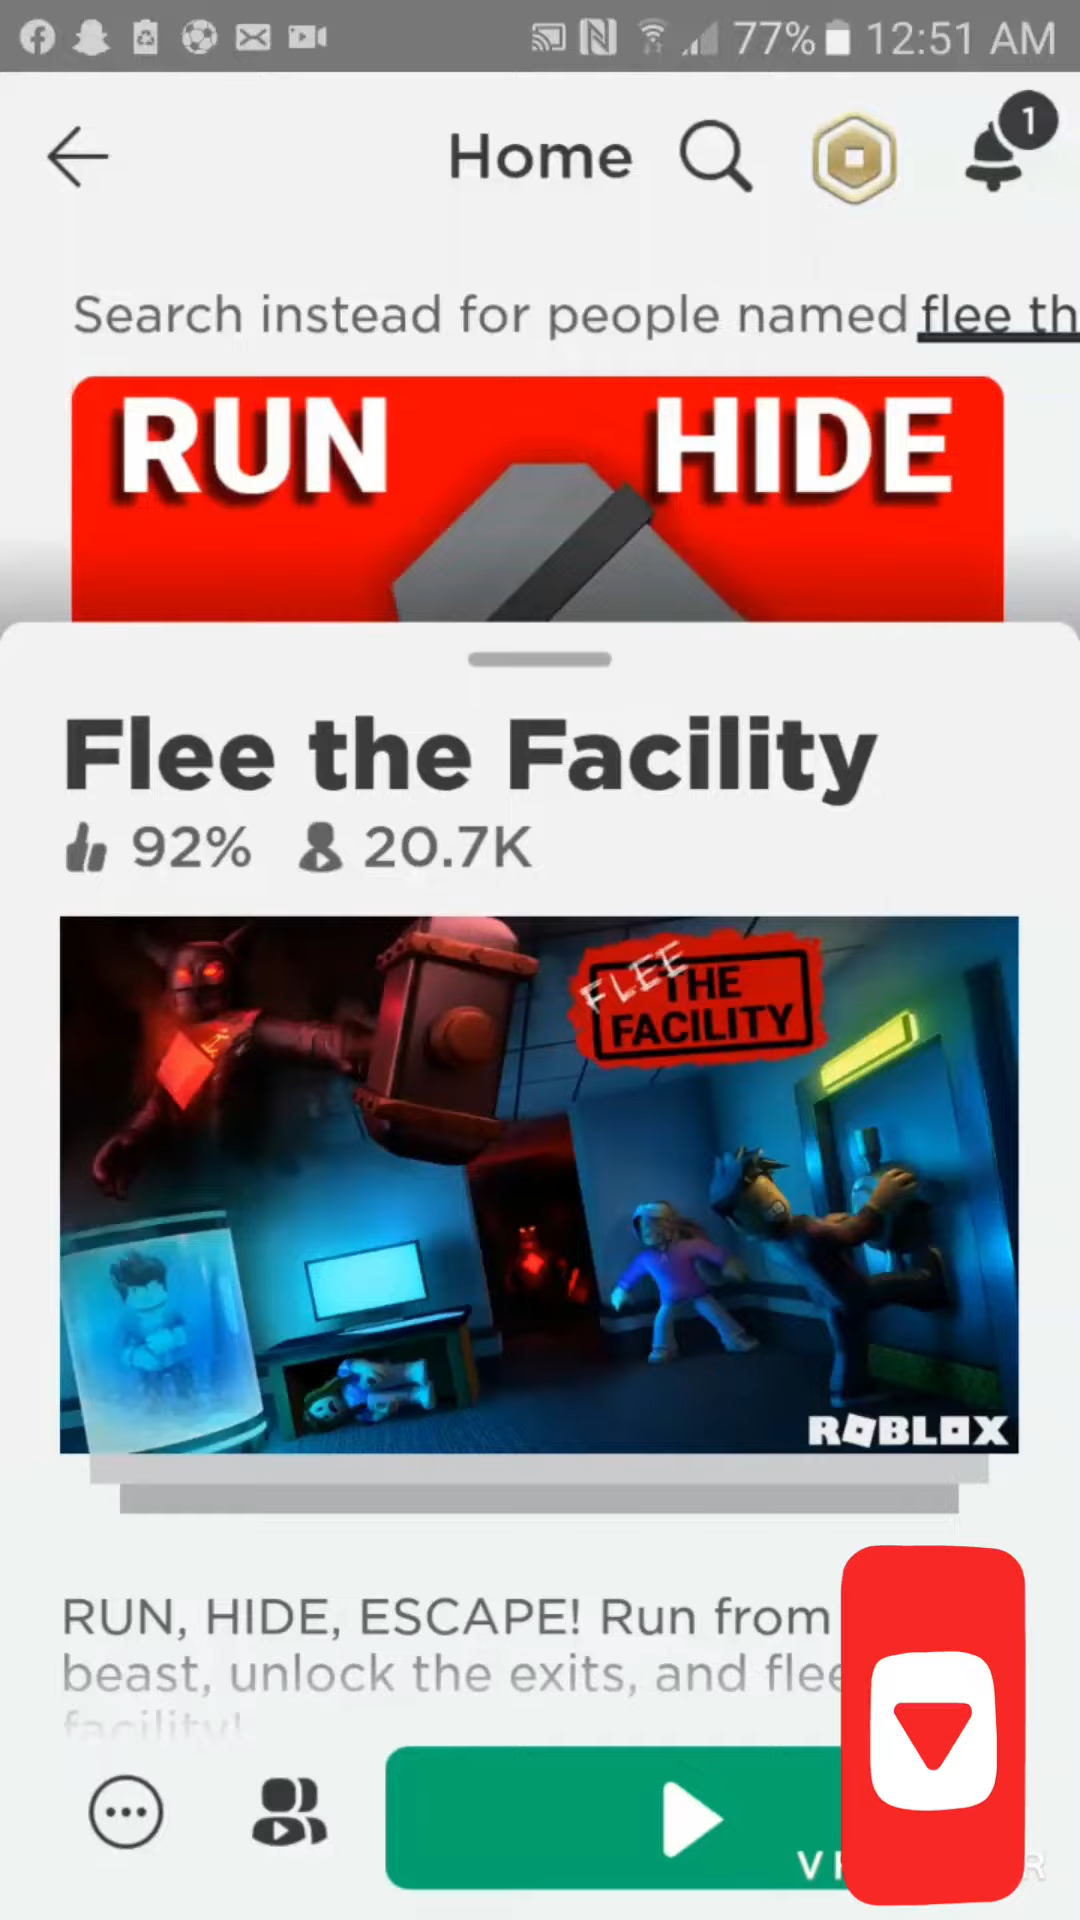 77% 12:51 AM
Home
1
Search instead for people named flee th
RUN HIDE
Flee the Facility
92% 20.7K
FLEE
THE
FACILITY
ROBLOX
RUN, HIDE, ESCAPE! Run from
beast, unlock the exits, and flee
facility!
V R